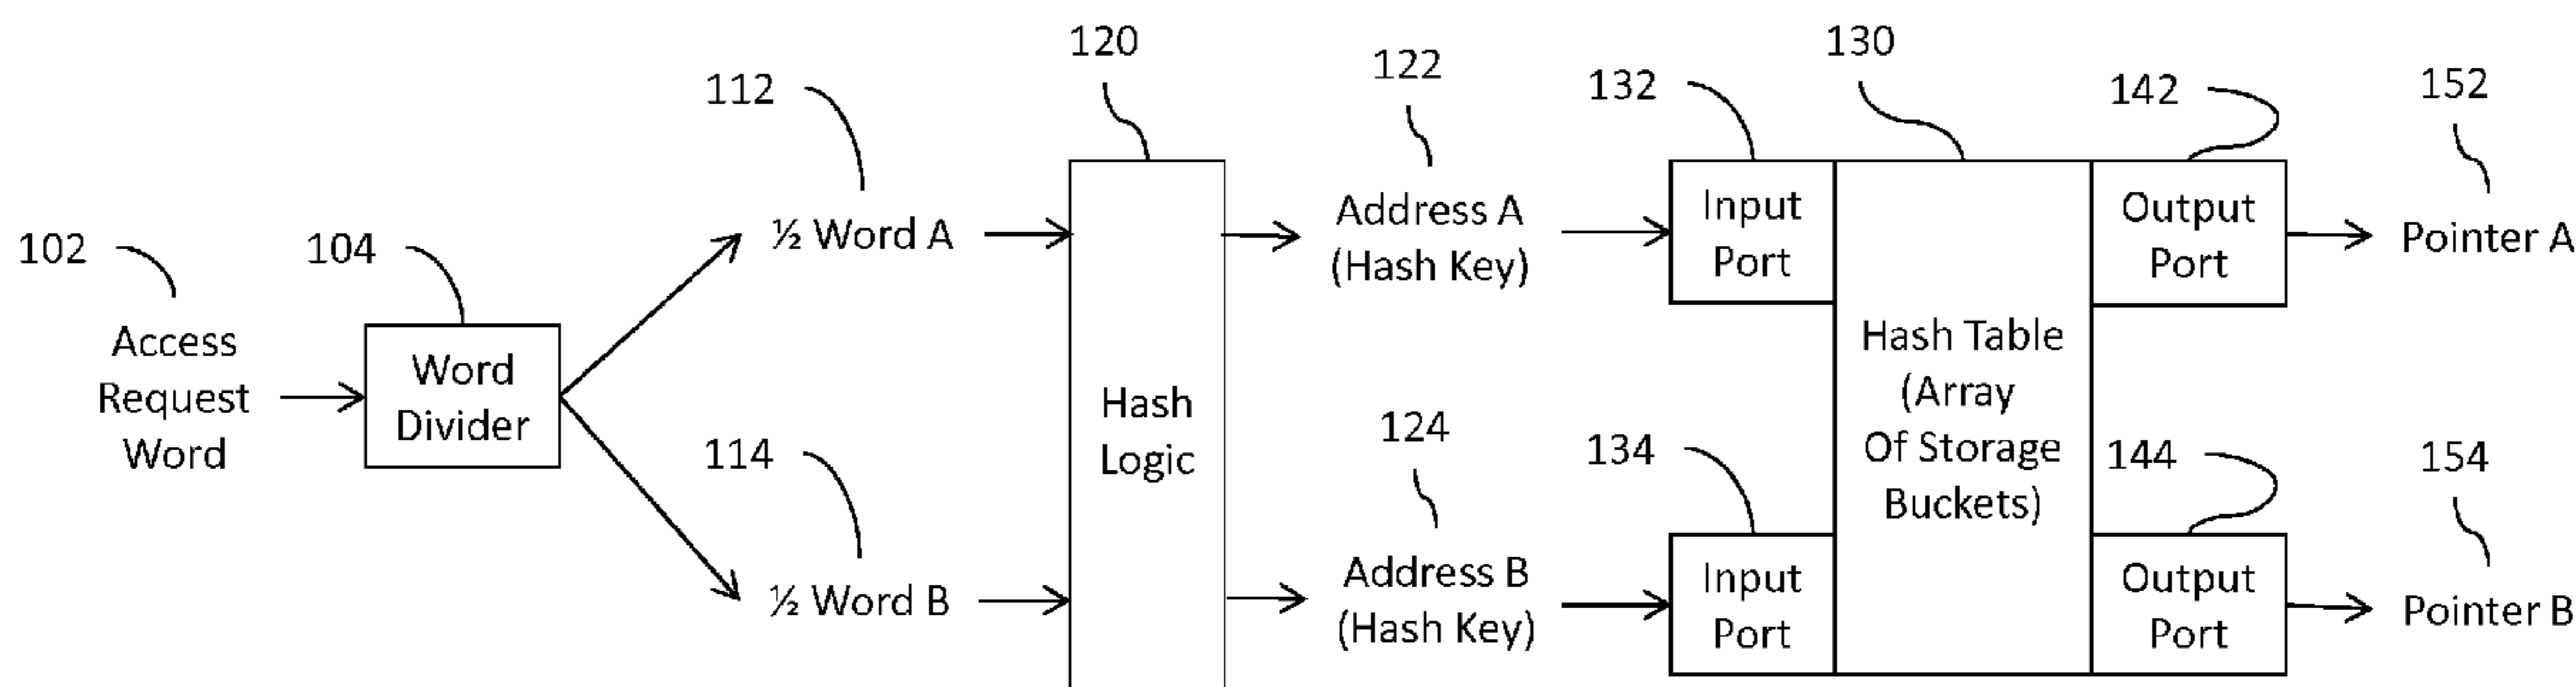 120
130
122
112
132
142
152
102
104
½ Word A
Address A
(Hash Key)
Input
Port
Output
Port
Pointer A
Access
Request
Word
Word
Divider
Hash
Logic
Hash Table
(Array
Of Storage
Buckets)
114
124
134
144
154
½ Word B
Address B
(Hash Key)
Input
Port
Output
Port
Pointer B